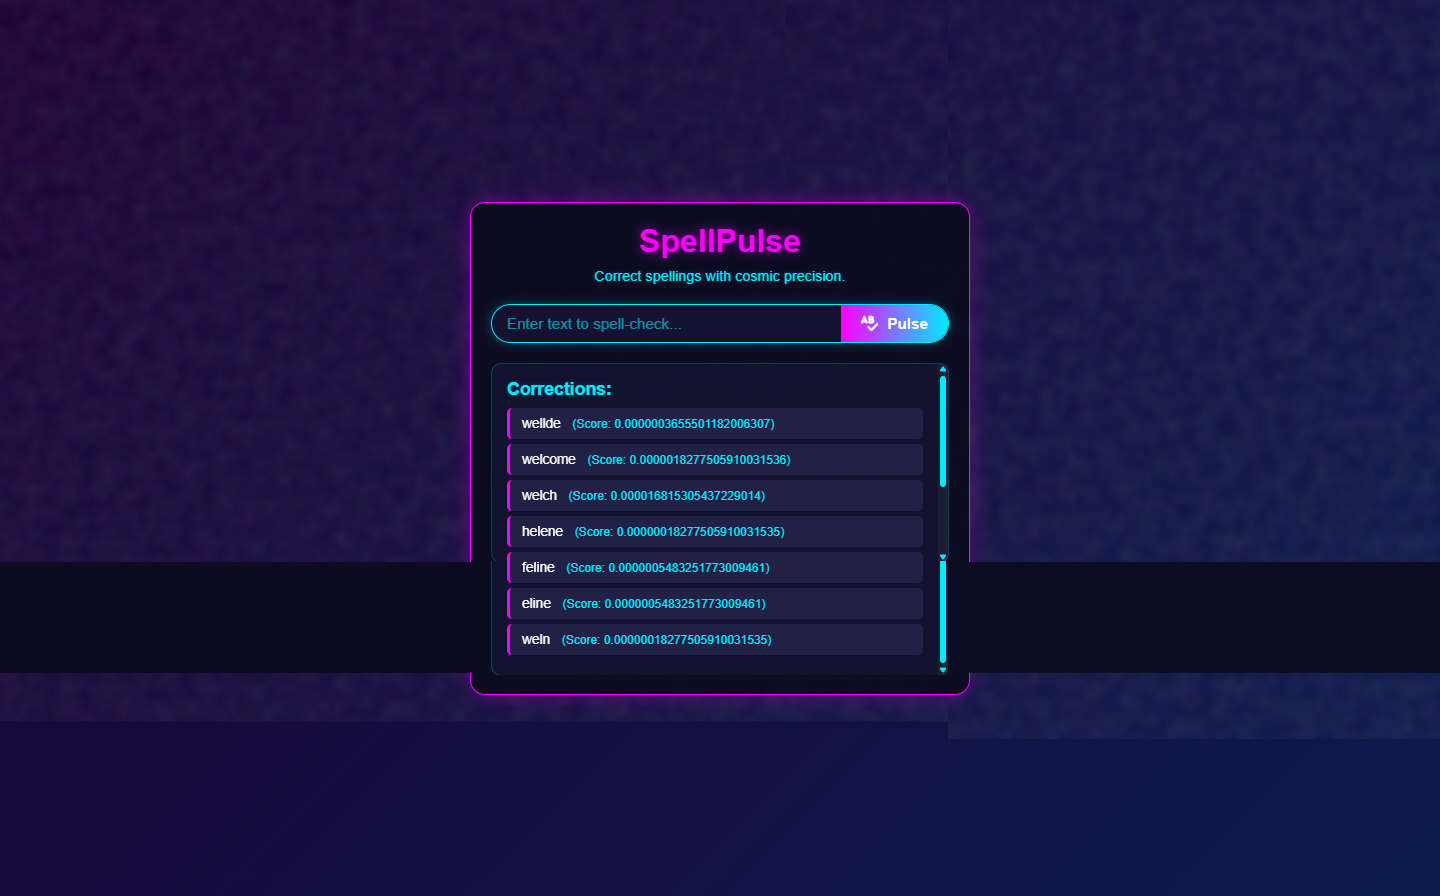 SpellPulse
Correct spellings with cosmic precision.
Enter text to spell-check...
AB Pulse
Corrections:
wellde (Score: 0.0000003655501182006307)
welcome (Score: 0.0000018277505910031536)
welch (Score: 0.000016815305437229014)
helene (Score: 0.00000018277505910031535)
feline (Score: 0.0000005483251773009461)
eline (Score: 0.0000005483251773009461)
weln (Score: 0.00000018277505910031535)